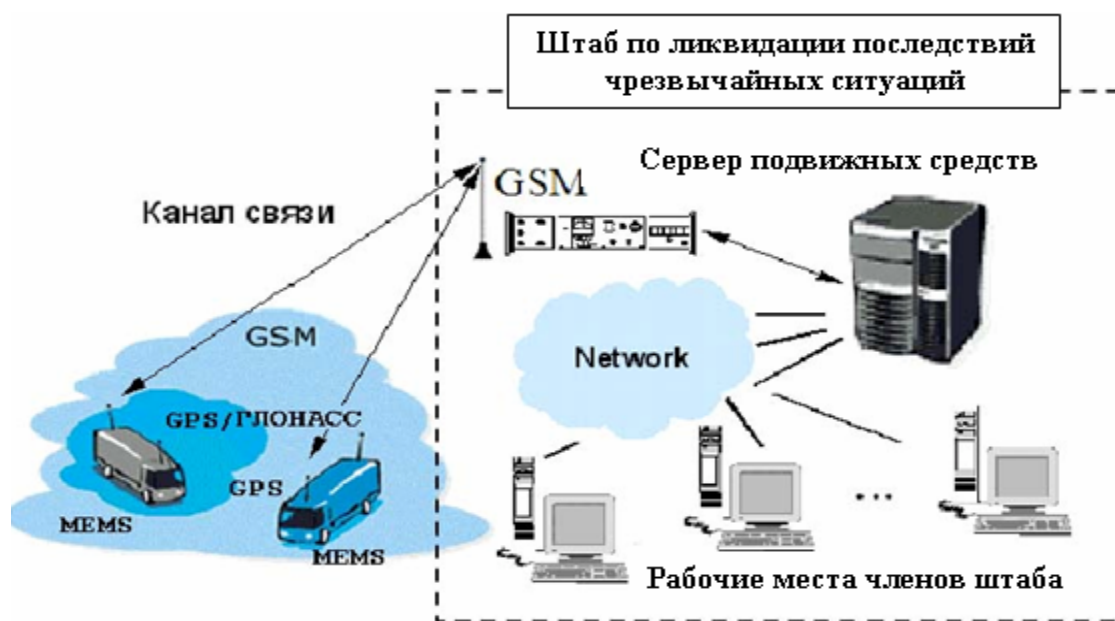 Штаб по ликвидации последствий
чрезвычайных ситуаций
Сервер подвижных средств
GSM
Канал связи
GSM
Network
GPS/ГЛОНАСС
GPS
MEMS
MEMS
...
Рабочие места членов штаба